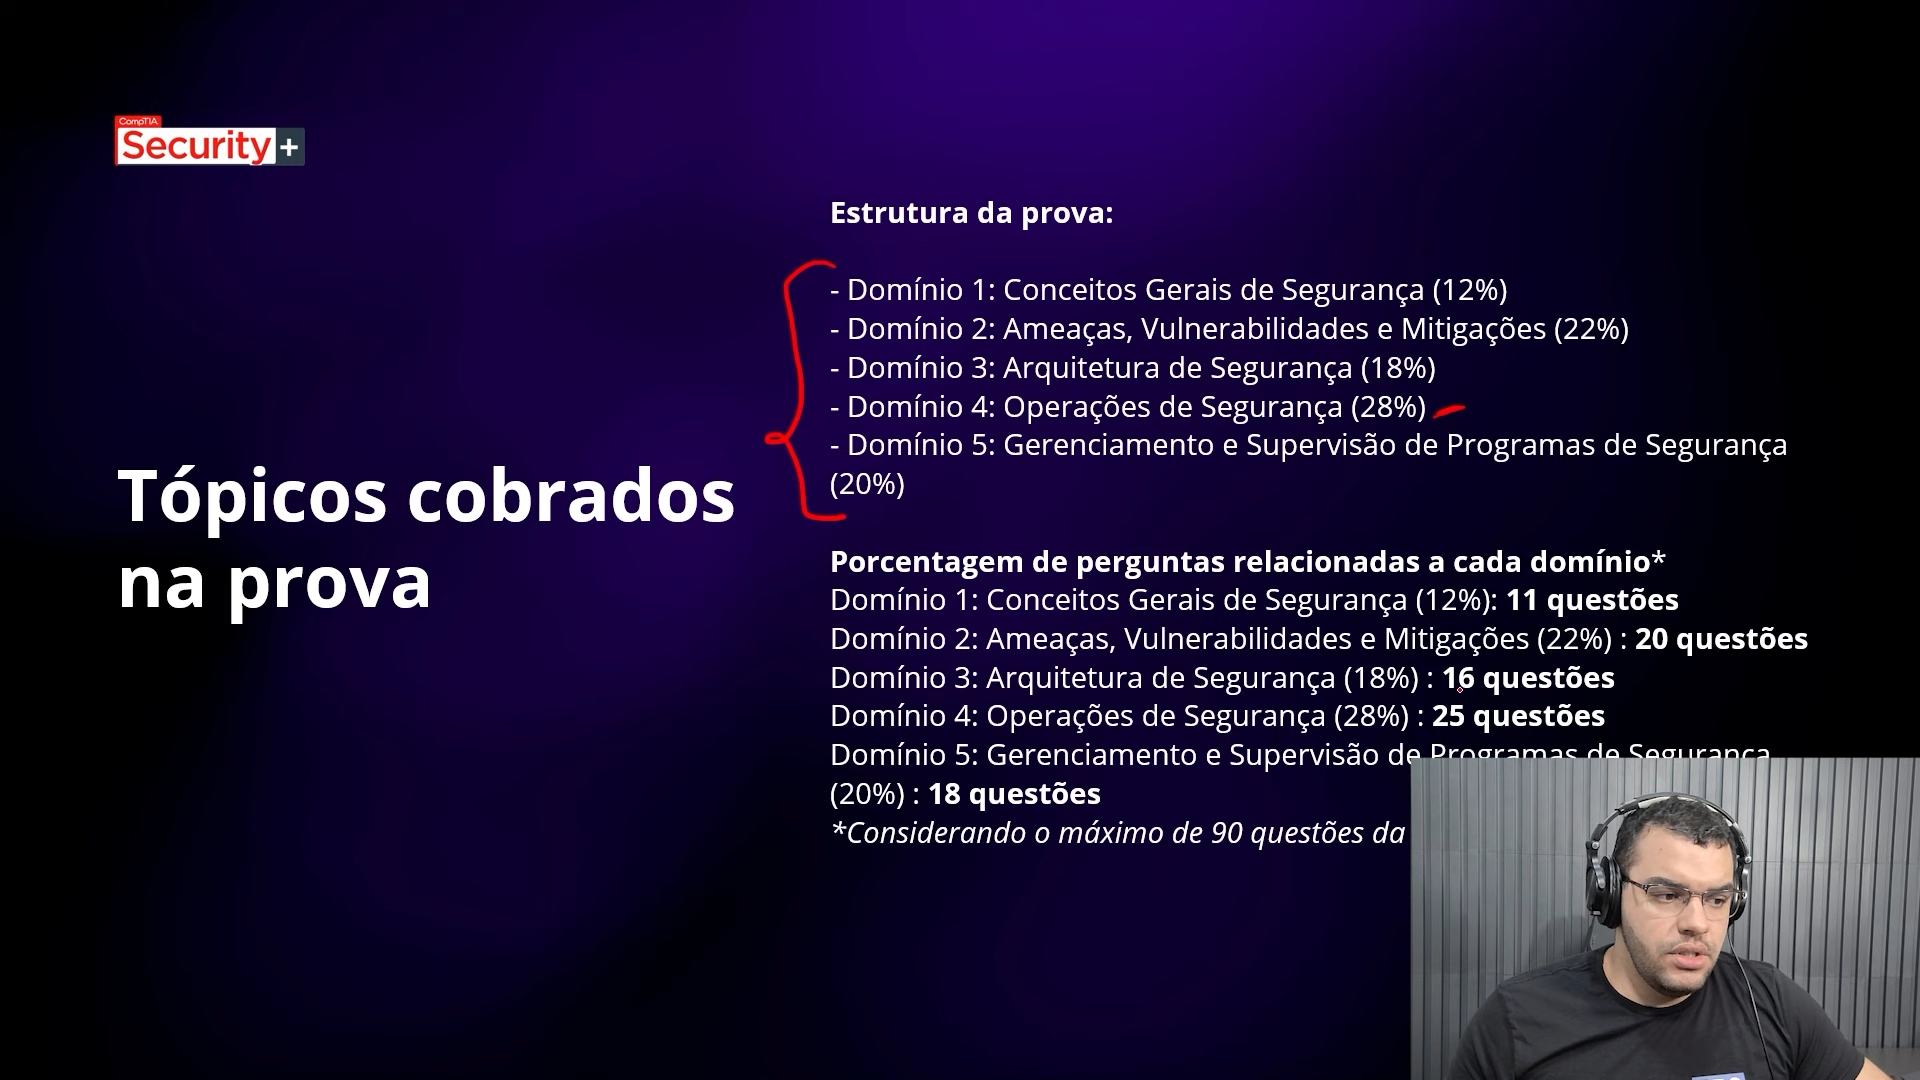 CompTIA
Security+
Estrutura da prova:
- Domínio 1: Conceitos Gerais de Segurança (12%)
- Domínio 2: Ameaças, Vulnerabilidades e Mitigações (22%)
- Domínio 3: Arquitetura de Segurança (18%)
- Domínio 4: Operações de Segurança (28%)
- Domínio 5: Gerenciamento e Supervisão de Programas de Segurança
(20%)
Tópicos cobrados
na prova
Porcentagem de perguntas relacionadas a cada domínio*
Domínio 1: Conceitos Gerais de Segurança (12%): 11 questões
Domínio 2: Ameaças, Vulnerabilidades e Mitigações (22%) : 20 questões
Domínio 3: Arquitetura de Segurança (18%) : 16 questões
Domínio 4: Operações de Segurança (28%) : 25 questões
Domínio 5: Gerenciamento e Supervisão de Programas de Segurança
(20%) : 18 questões
*Considerando o máximo de 90 questões da